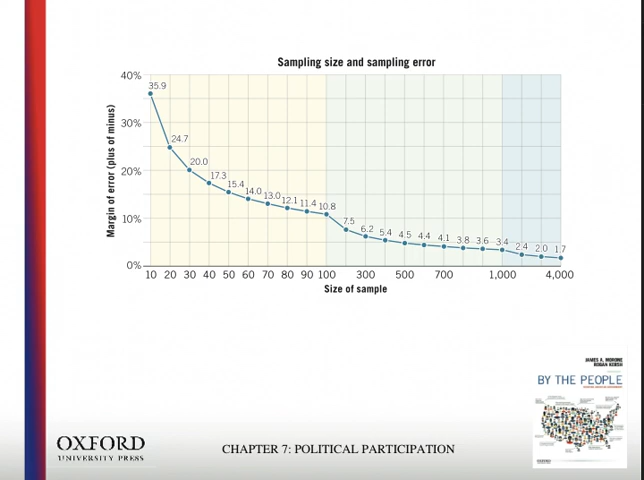 Sampling size and sampling error
Margin of error (plus of minus)
40%
30%
20%
10%
0%
35.9
24.7
20.0
17.3
15.4
14.0
13.0
12.1
11.4
10.8
7.5
6.2
5.4
4.5
4.4
4.1
3.8
3.6
3.4
2.4
2.0
1.7
10 20 30 40 50 60 70 80 90 100 300 500 700 1,000 4,000
Size of sample
JAMES A. MORONE
ROGAN KERSH
BY THE PEOPLE
OXFORD
UNIVERSITY PRESS
CHAPTER 7: POLITICAL PARTICIPATION